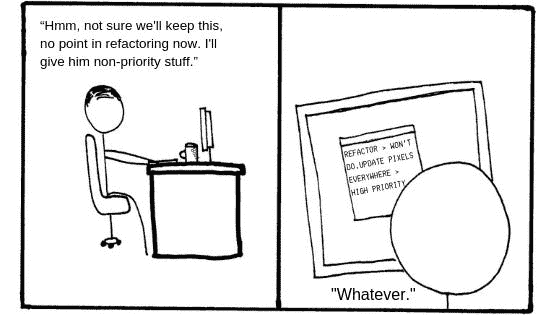 “Hmm, not sure we'll keep this,
no point in refactoring now. I'll
give him non-priority stuff.”
REFACTOR > WON'T
DO.UPDATE PIXELS
EVERYWHERE >
HIGH PRIORITY
"Whatever."